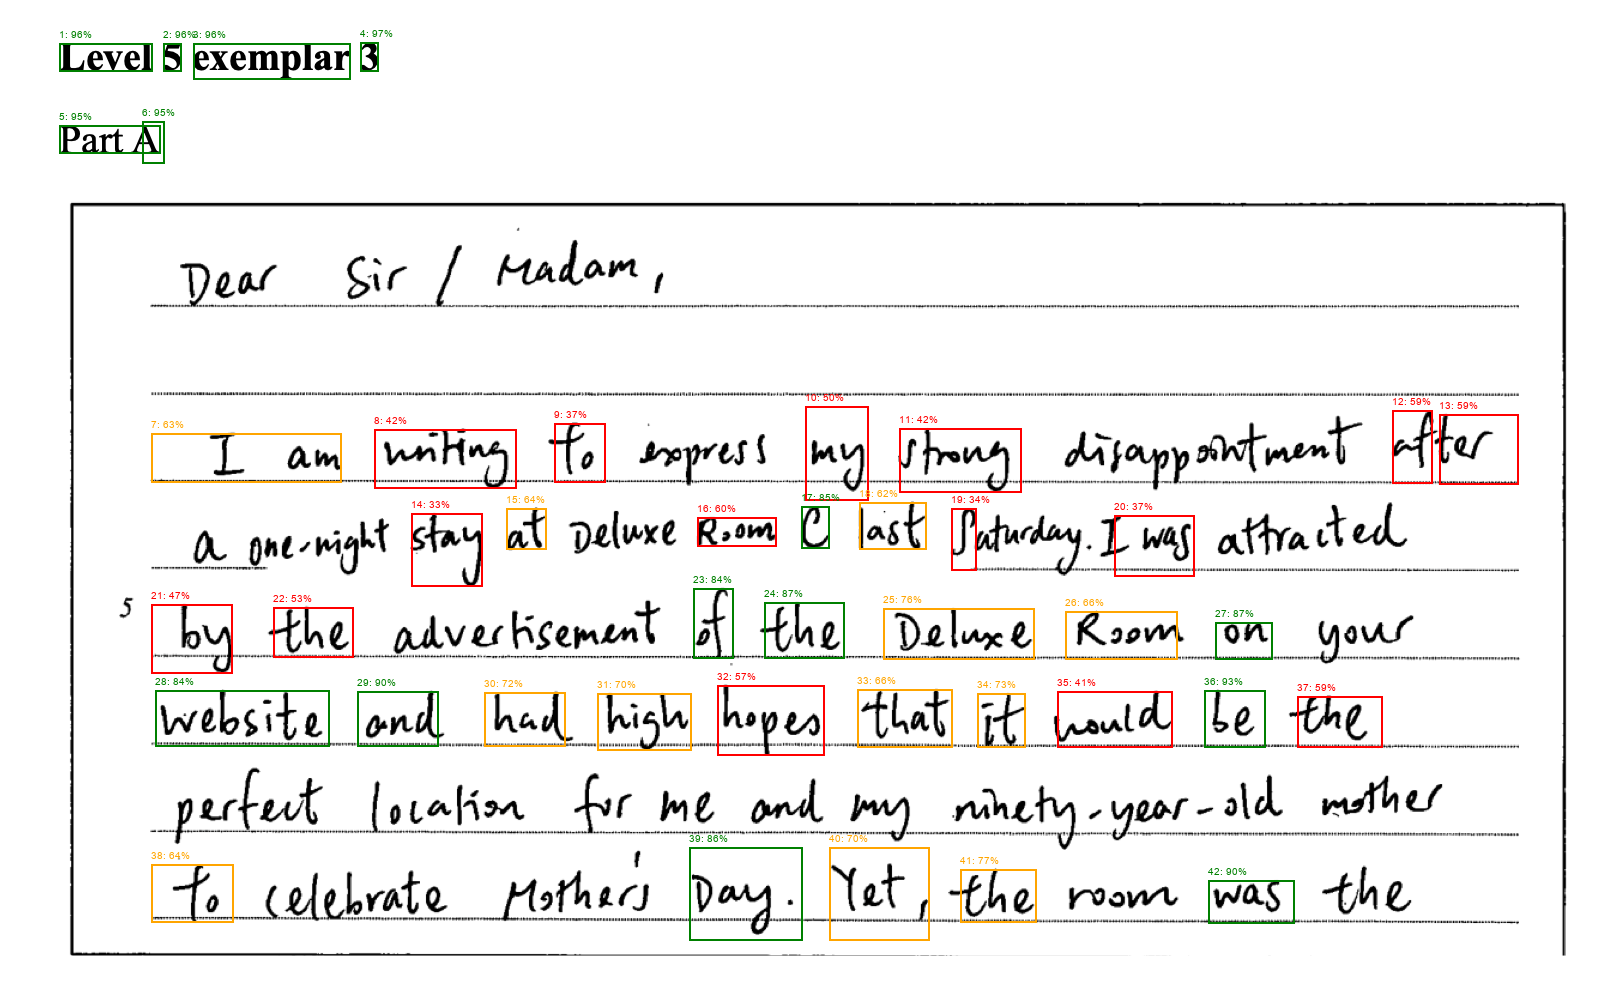 1: 96% 2: 96% 3: 96% 4: 97%
Level 5 exemplar 3
5: 95% 6: 95%
Part A
Dear Sir / Madam,
10: 50% 12: 59% 13: 59%
7: 63% 8: 42% 9: 37% 11: 42%
I am writing to express my strong disappointment after
14: 33% 15: 64% 16: 60% 17: 85% 18: 62% 19: 34% 20: 37%
a one-night stay at Deluxe Room C last Saturday. I was attracted
21: 47% 22: 53% 23: 84% 24: 87% 25: 76% 26: 66% 27: 87%
5 by the advertisement of the Deluxe Room on your
28: 84% 29: 90% 30: 72% 31: 70% 32: 57% 33: 66% 34: 73% 35: 41% 36: 93% 37: 59%
website and had high hopes that it would be the
perfect location for me and my ninety-year-old mother
38: 64% 39: 86% 40: 70% 41: 77% 42: 90%
to celebrate Mother's Day. Yet, the room was the